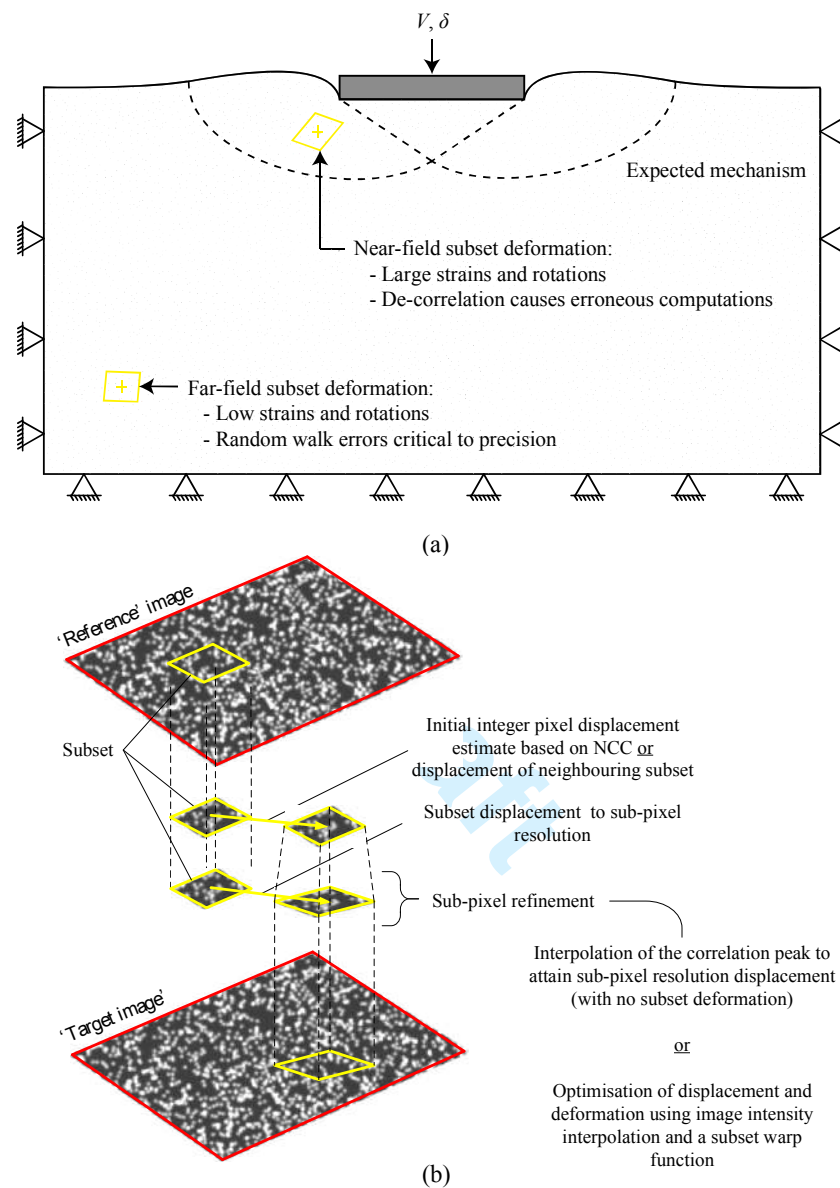 V, δ
Expected mechanism
Near-field subset deformation:
- Large strains and rotations
- De-correlation causes erroneous computations
Far-field subset deformation:
- Low strains and rotations
- Random walk errors critical to precision
(a)
'Reference' image
Subset
Initial integer pixel displacement
estimate based on NCC or
displacement of neighbouring subset
Subset displacement to sub-pixel
resolution
Sub-pixel refinement
Interpolation of the correlation peak to
attain sub-pixel resolution displacement
(with no subset deformation)
or
Optimisation of displacement and
deformation using image intensity
interpolation and a subset warp
function
'Target image'
aft
(b)